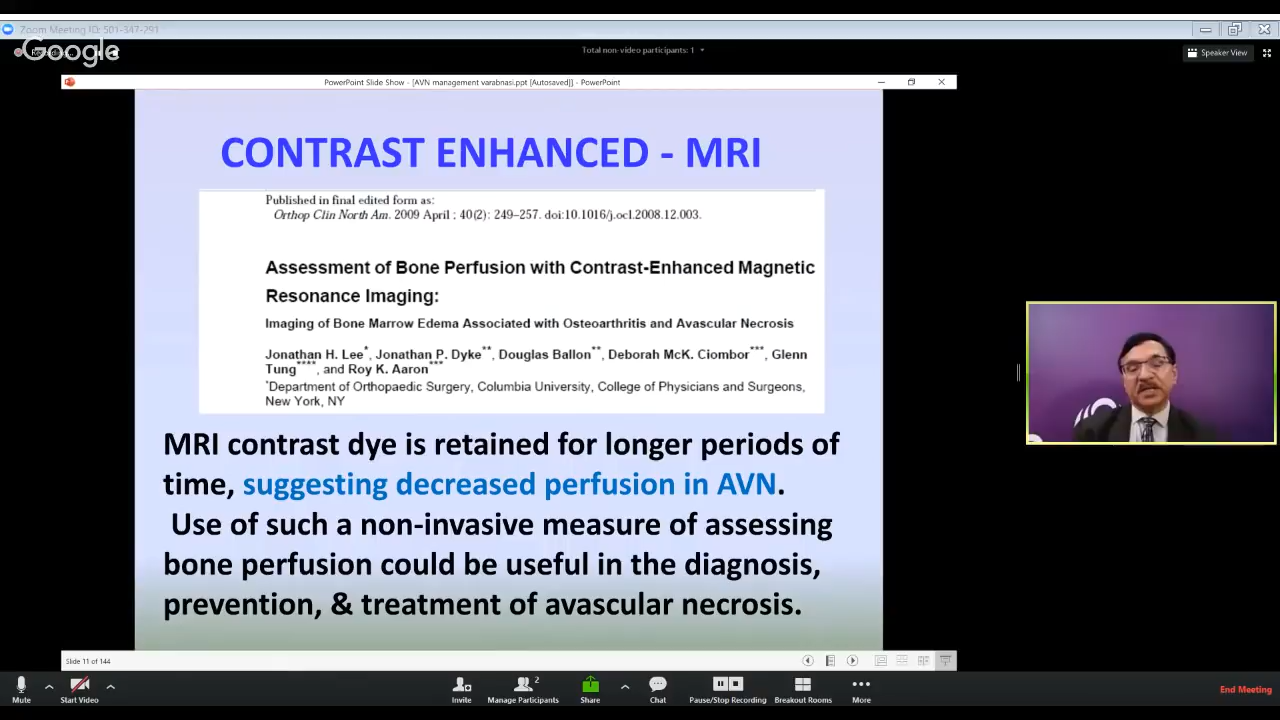 Zoom Meeting ID: 501-347-291
Google
Total non-video participants: 1
Speaker View
PowerPoint Slide Show - [AVN management varabnasi.ppt [Autosaved]] - PowerPoint
CONTRAST ENHANCED - MRI
Published in final edited form as:
Orthop Clin North Am. 2009 April ; 40(2): 249–257. doi:10.1016/j.ocl.2008.12.003.
Assessment of Bone Perfusion with Contrast-Enhanced Magnetic
Resonance Imaging:
Imaging of Bone Marrow Edema Associated with Osteoarthritis and Avascular Necrosis
Jonathan H. Lee*, Jonathan P. Dyke**, Douglas Ballon**, Deborah McK. Ciombor***, Glenn
Tung****, and Roy K. Aaron***
*Department of Orthopaedic Surgery, Columbia University, College of Physicians and Surgeons,
New York, NY
MRI contrast dye is retained for longer periods of
time, suggesting decreased perfusion in AVN.
Use of such a non-invasive measure of assessing
bone perfusion could be useful in the diagnosis,
prevention, & treatment of avascular necrosis.
Slide 11 of 144
Mute
Start Video
Invite
2
Manage Participants
Share
Chat
Pause/Stop Recording
Breakout Rooms
More
End Meeting